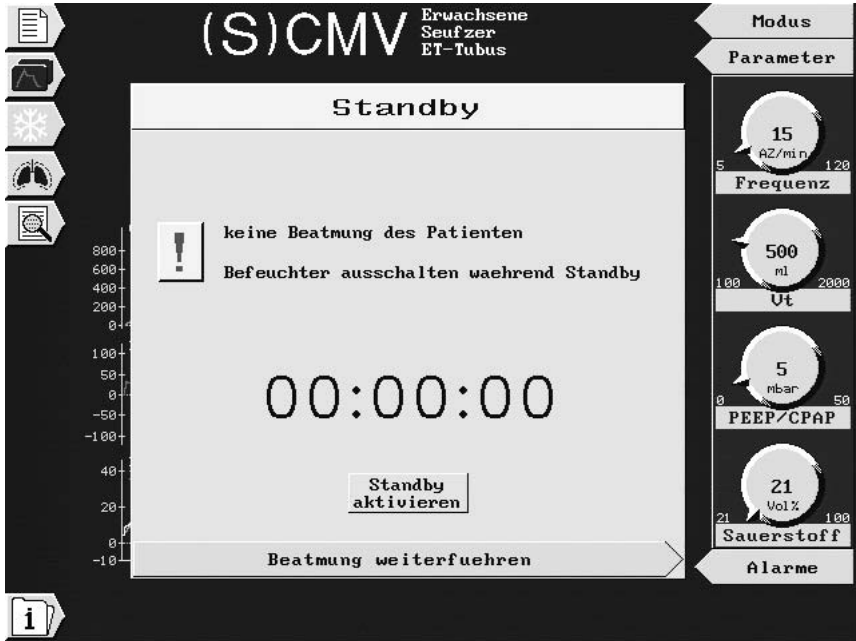 (S)CMV
Erwachsene
Seufzer
ET-Tubus
Modus
Parameter
Standby
!
keine Beatmung des Patienten
Befeuchter ausschalten waehrend Standby
00:00:00
Standby
aktivieren
Beatmung weiterfuehren
800
600
400
200
0
100
50
0
-50
-100
40
20
0
-10
15
AZ/min
5 120
Frequenz
500
ml
100 2000
Vt
5
mbar
0 50
PEEP/CPAP
21
Vol%
21 100
Sauerstoff
Alarme
i